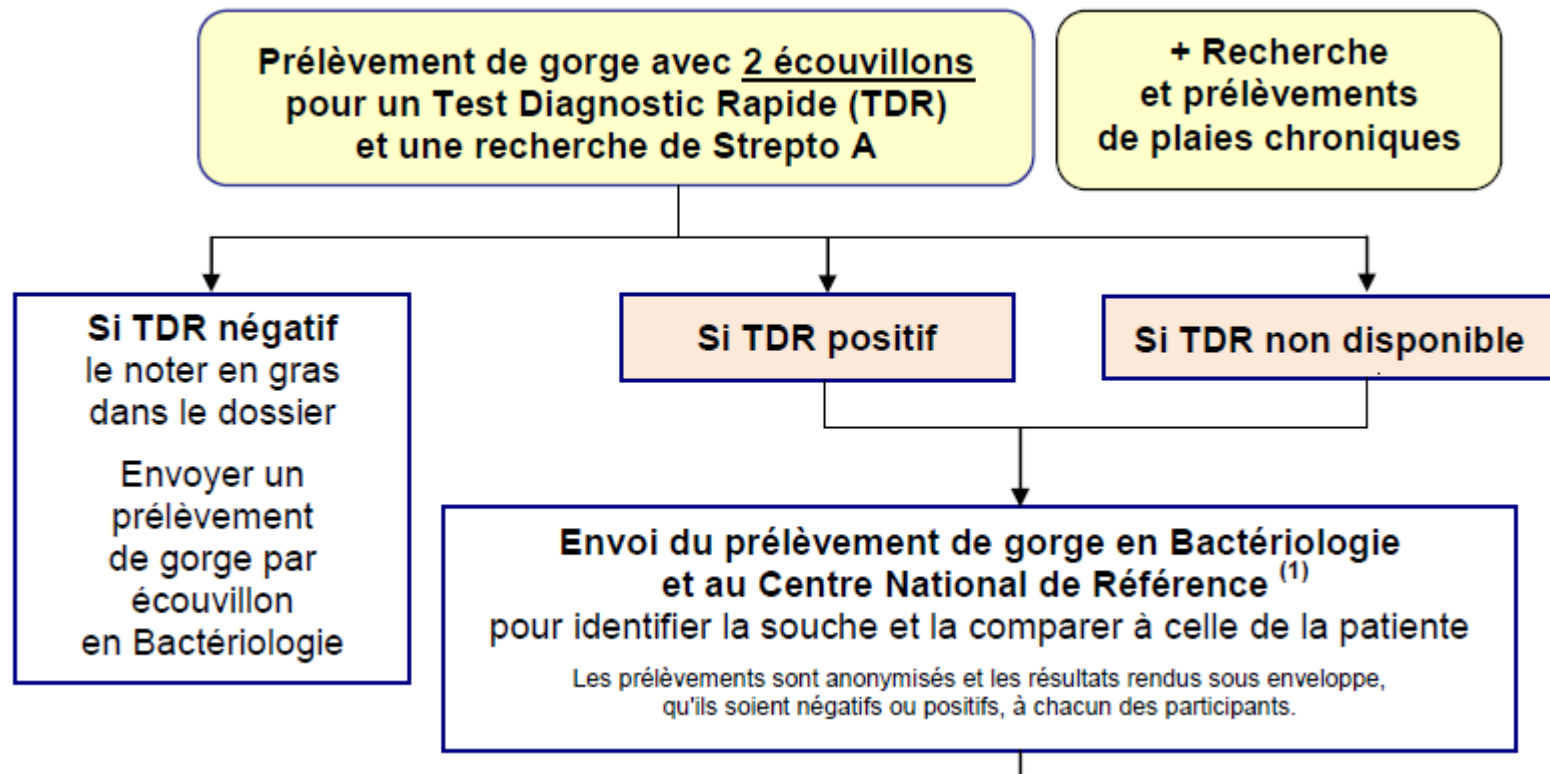 Prélèvement de gorge avec 2 écouvillons
pour un Test Diagnostic Rapide (TDR)
et une recherche de Strepto A
+ Recherche
et prélèvements
de plaies chroniques
Si TDR négatif
le noter en gras
dans le dossier
Envoyer un
prélèvement
de gorge par
écouvillon
en Bactériologie
Si TDR positif
Si TDR non disponible
Envoi du prélèvement de gorge en Bactériologie
et au Centre National de Référence (1)
pour identifier la souche et la comparer à celle de la patiente
Les prélèvements sont anonymisés et les résultats rendus sous enveloppe,
qu'ils soient négatifs ou positifs, à chacun des participants.